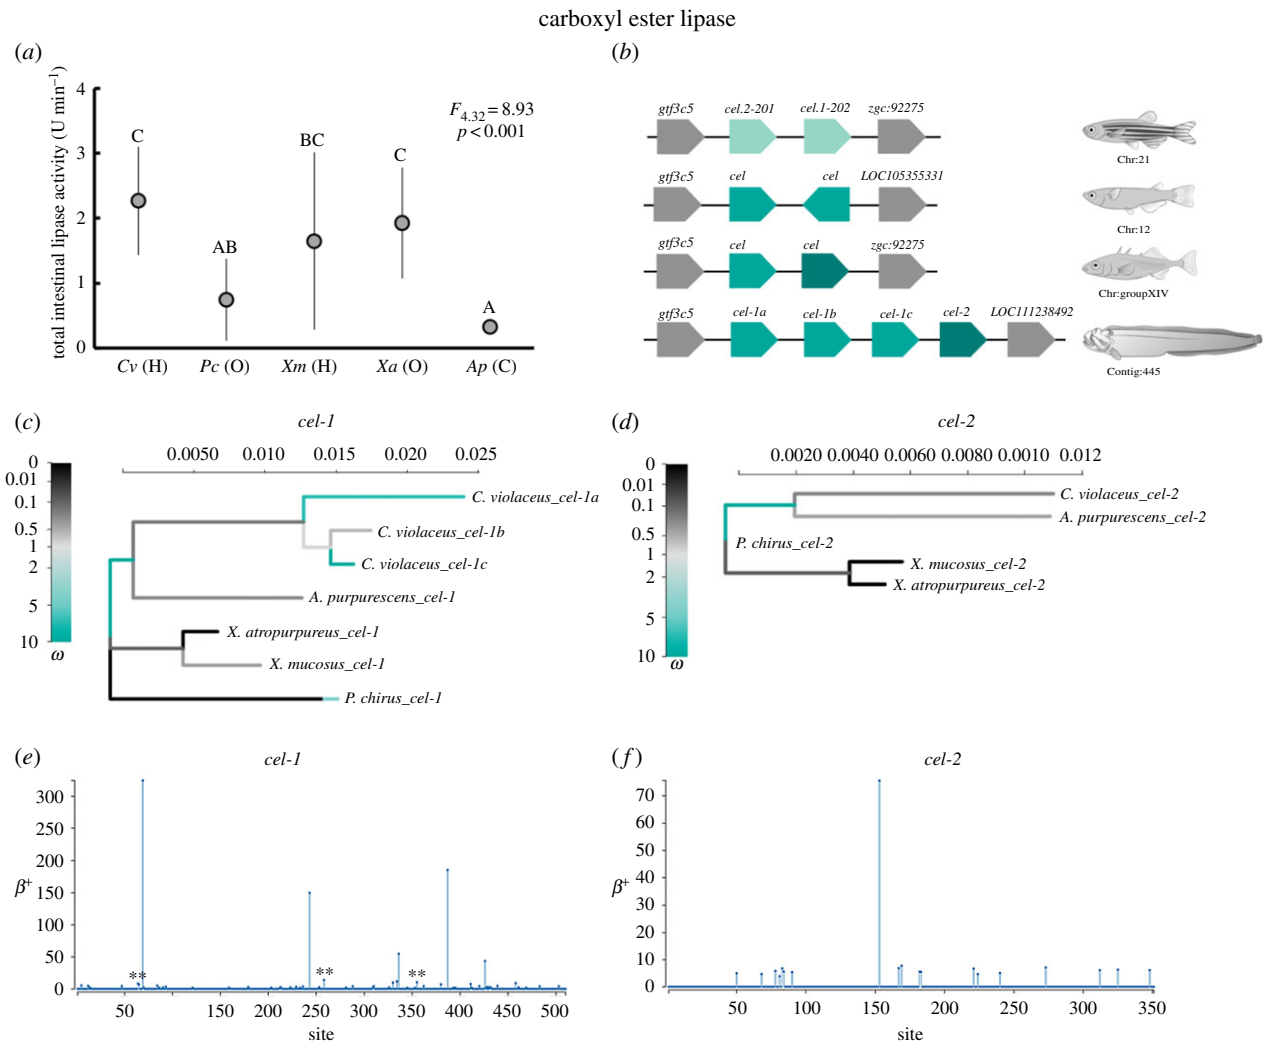 carboxyl ester lipase
(a)
total intestinal lipase activity (U min⁻¹)
4
3
2
1
0
F4.32 = 8.93
p < 0.001
C
AB
BC
C
A
Cv (H)
Pc (O)
Xm (H)
Xa (O)
Ap (C)
(b)
gtf3c5 cel.2-201 cel.1-202 zgc:92275
Chr:21
gtf3c5 cel cel LOC105355331
Chr:12
gtf3c5 cel cel zgc:92275
Chr:groupXIV
gtf3c5 cel-1a cel-1b cel-1c cel-2 LOC111238492
Contig:445
(c)
cel-1
0.0050 0.010 0.015 0.020 0.025
0
0.01
0.1
0.5
1
2
5
10
ω
C. violaceus_cel-1a
C. violaceus_cel-1b
C. violaceus_cel-1c
A. purpurescens_cel-1
X. atropurpureus_cel-1
X. mucosus_cel-1
P. chirus_cel-1
(d)
cel-2
0.0020 0.0040 0.0060 0.0080 0.0010 0.012
0
0.01
0.1
0.5
1
2
5
10
ω
C. violaceus_cel-2
A. purpurescens_cel-2
P. chirus_cel-2
X. mucosus_cel-2
X. atropurpureus_cel-2
(e)
cel-1
300
250
200
β+ 150
100
50
0
** ** **
50 150 200 250 300 350 400 450 500
site
(f)
cel-2
70
60
50
40
β+
30
20
10
0
50 100 150 200 250 300 350
site